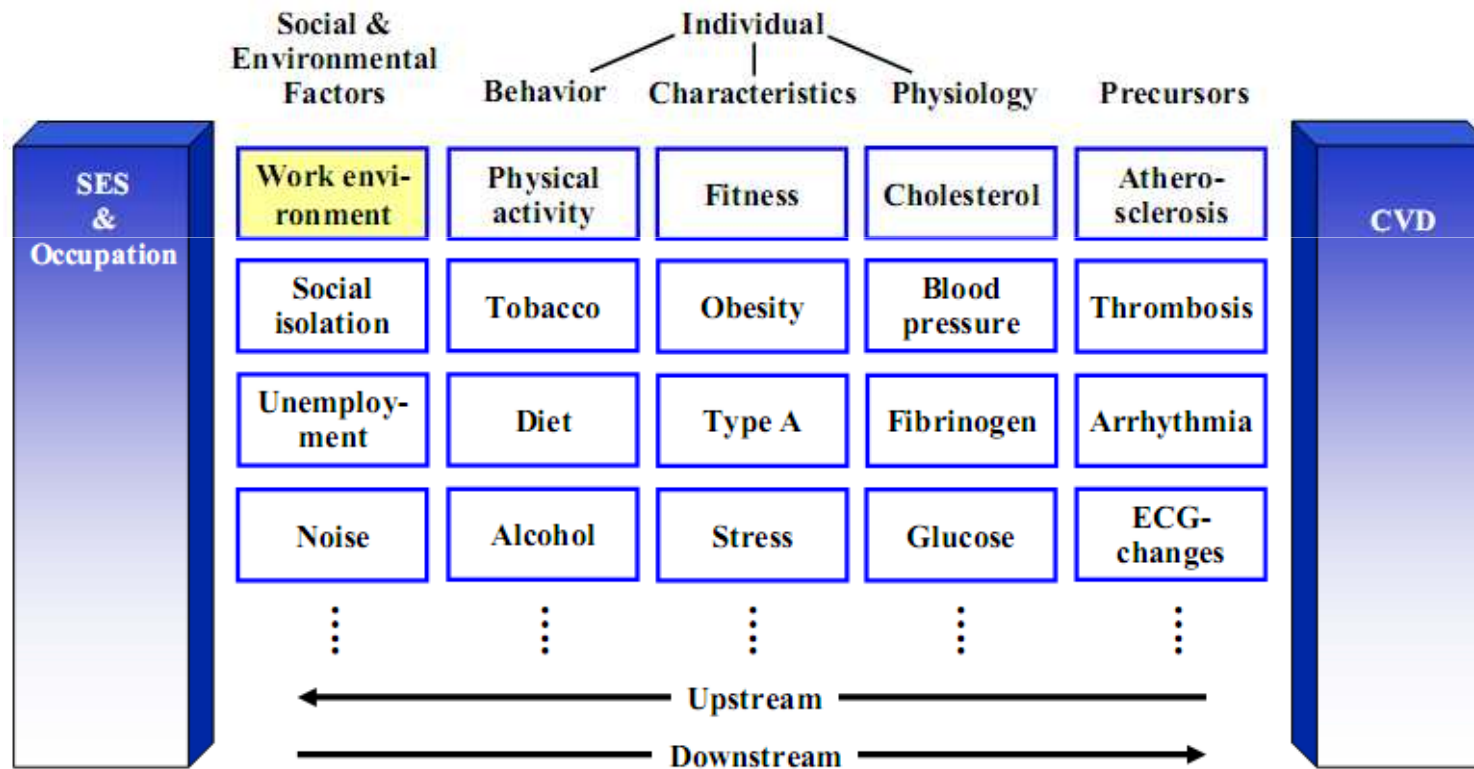 Social &
Environmental
Factors
Individual
Behavior
Characteristics
Physiology
Precursors
SES
&
Occupation
Work envi-
ronment
Physical
activity
Fitness
Cholesterol
Athero-
sclerosis
CVD
Social
isolation
Tobacco
Obesity
Blood
pressure
Thrombosis
Unemploy-
ment
Diet
Type A
Fibrinogen
Arrhythmia
Noise
Alcohol
Stress
Glucose
ECG-
changes
Upstream
Downstream